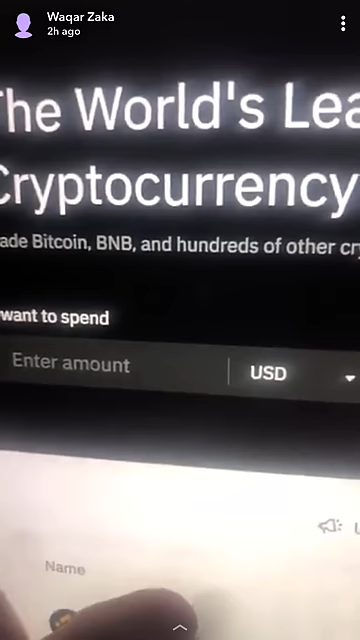 Waqar Zaka
2h ago
The World's Lea
Cryptocurrency
ade Bitcoin, BNB, and hundreds of other cry
want to spend
Enter amount
USD
Name